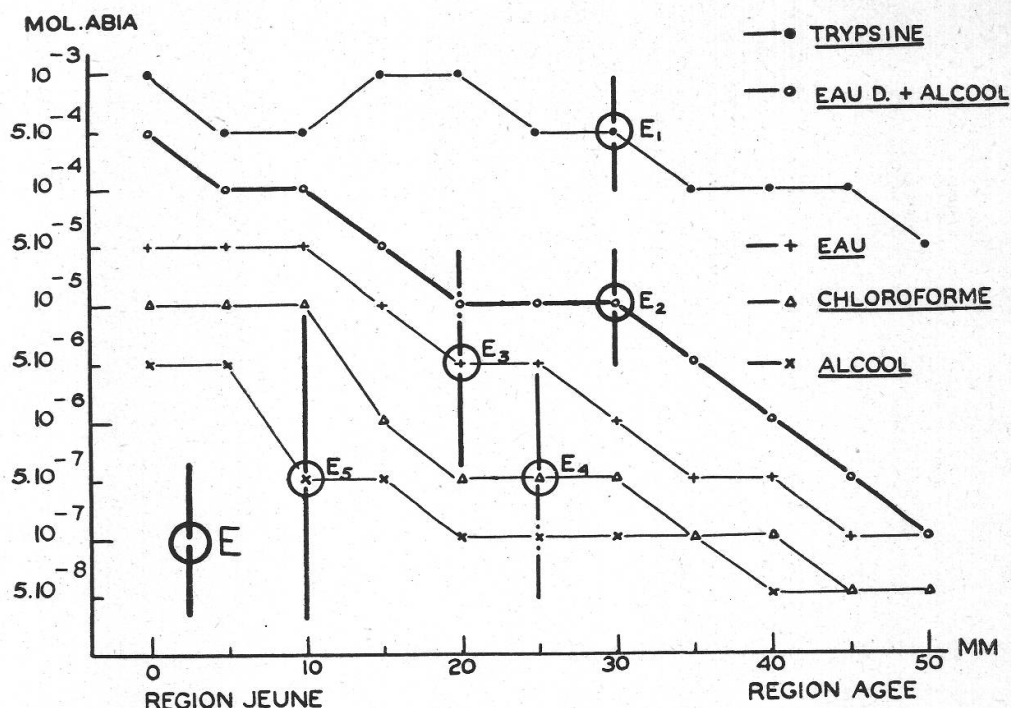 MOL.ABIA
10⁻³
5.10⁻⁴
10⁻⁴
5.10⁻⁵
10⁻⁵
5.10⁻⁶
10⁻⁶
5.10⁻⁷
10⁻⁷
5.10⁻⁸
TRYPSINE
EAU D. + ALCOOL
EAU
CHLOROFORME
ALCOOL
E₁
E₂
E₃
E₄
E₅
E
0 10 20 30 40 50 MM
REGION JEUNE REGION AGEE